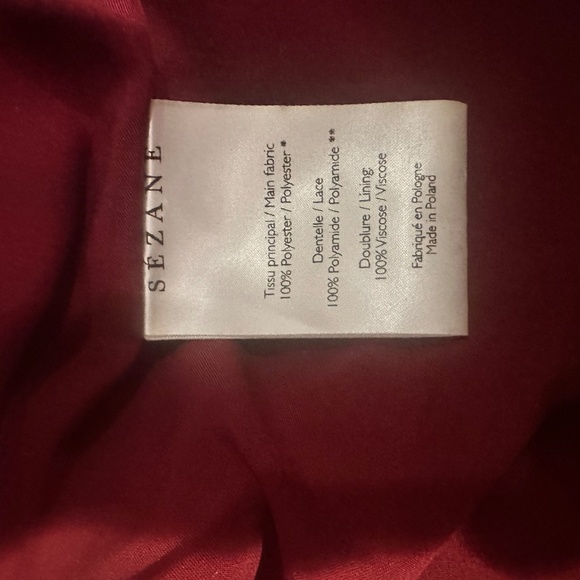 SÉZANE
Tissu principal / Main fabric
100% Polyester / Polyester *
Dentelle / Lace
100% Polyamide / Polyamide **
Doublure / Lining:
100% Viscose / Viscose
Fabriqué en Pologne
Made in Poland